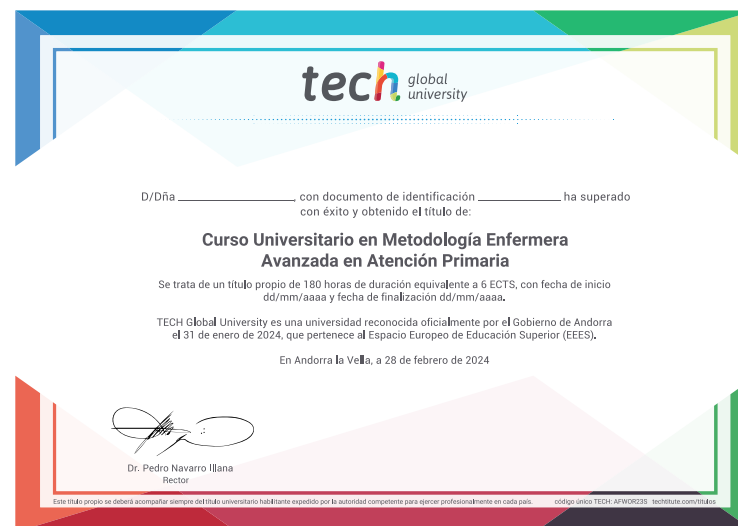 tech global university
D/Dña ____________, con documento de identificación ____________ ha superado
con éxito y obtenido el título de:
Curso Universitario en Metodología Enfermera
Avanzada en Atención Primaria
Se trata de un título propio de 180 horas de duración equivalente a 6 ECTS, con fecha de inicio
dd/mm/aaaa y fecha de finalización dd/mm/aaaa.
TECH Global University es una universidad reconocida oficialmente por el Gobierno de Andorra
el 31 de enero de 2024, que pertenece al Espacio Europeo de Educación Superior (EEES).
En Andorra la Vella, a 28 de febrero de 2024
Dr. Pedro Navarro Illana
Rector
Este título propio se deberá acompañar siempre del título universitario habilitante expedido por la autoridad competente para ejercer profesionalmente en cada país. código único TECH: AFWOR23S techtitute.com/titulos